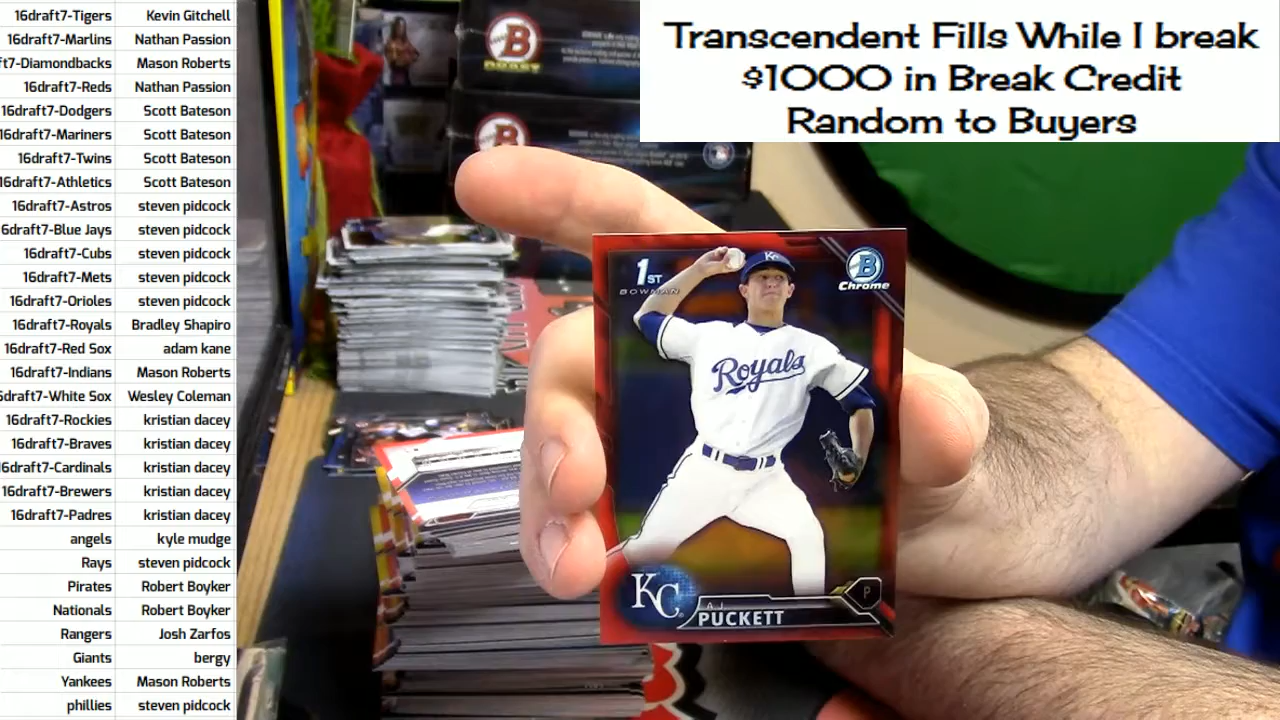 16draft7-Tigers Kevin Gitchell
16draft7-Marlins Nathan Passion
ft7-Diamondbacks Mason Roberts
16draft7-Reds Nathan Passion
16draft7-Dodgers Scott Bateson
16draft7-Mariners Scott Bateson
16draft7-Twins Scott Bateson
16draft7-Athletics Scott Bateson
16draft7-Astros steven pidcock
6draft7-Blue Jays steven pidcock
16draft7-Cubs steven pidcock
16draft7-Mets steven pidcock
16draft7-Orioles steven pidcock
16draft7-Royals Bradley Shapiro
16draft7-Red Sox adam kane
16draft7-Indians Mason Roberts
6draft7-White Sox Wesley Coleman
16draft7-Rockies kristian dacey
16draft7-Braves kristian dacey
16draft7-Cardinals kristian dacey
16draft7-Brewers kristian dacey
16draft7-Padres kristian dacey
angels kyle mudge
Rays steven pidcock
Pirates Robert Boyker
Nationals Robert Boyker
Rangers Josh Zarfos
Giants bergy
Yankees Mason Roberts
phillies steven pidcock
Transcendent Fills While I break
$1000 in Break Credit
Random to Buyers
B
DRAFT
B
1ST
BOWMAN
KC
B
Chrome
Royals
KC
A.J.
PUCKETT
P